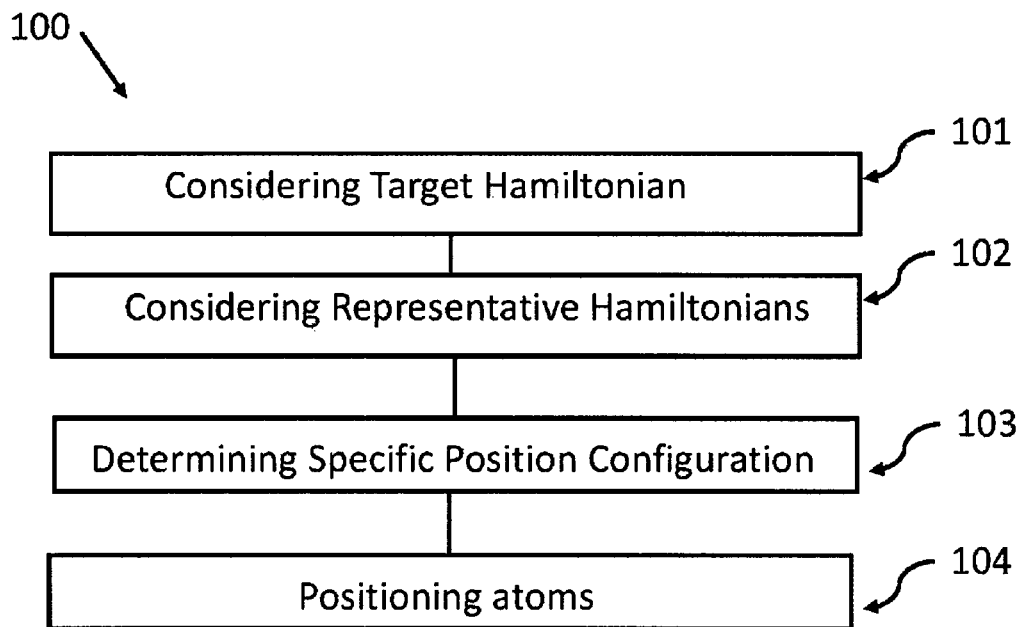 100
101
Considering Target Hamiltonian
102
Considering Representative Hamiltonians
103
Determining Specific Position Configuration
104
Positioning atoms